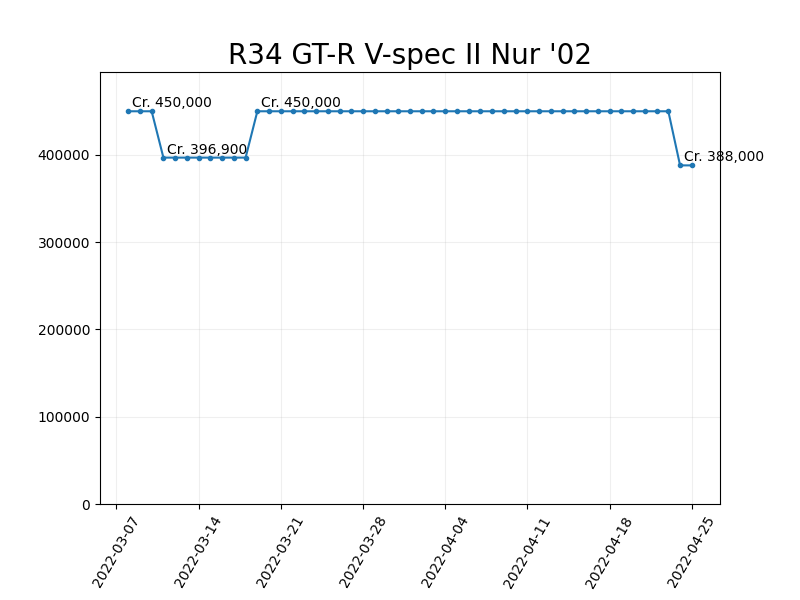 R34 GT-R V-spec II Nur '02
Cr. 450,000
Cr. 450,000
Cr. 396,900
Cr. 388,000
400000
300000
200000
100000
0
2022-03-07
2022-03-14
2022-03-21
2022-03-28
2022-04-04
2022-04-11
2022-04-18
2022-04-25